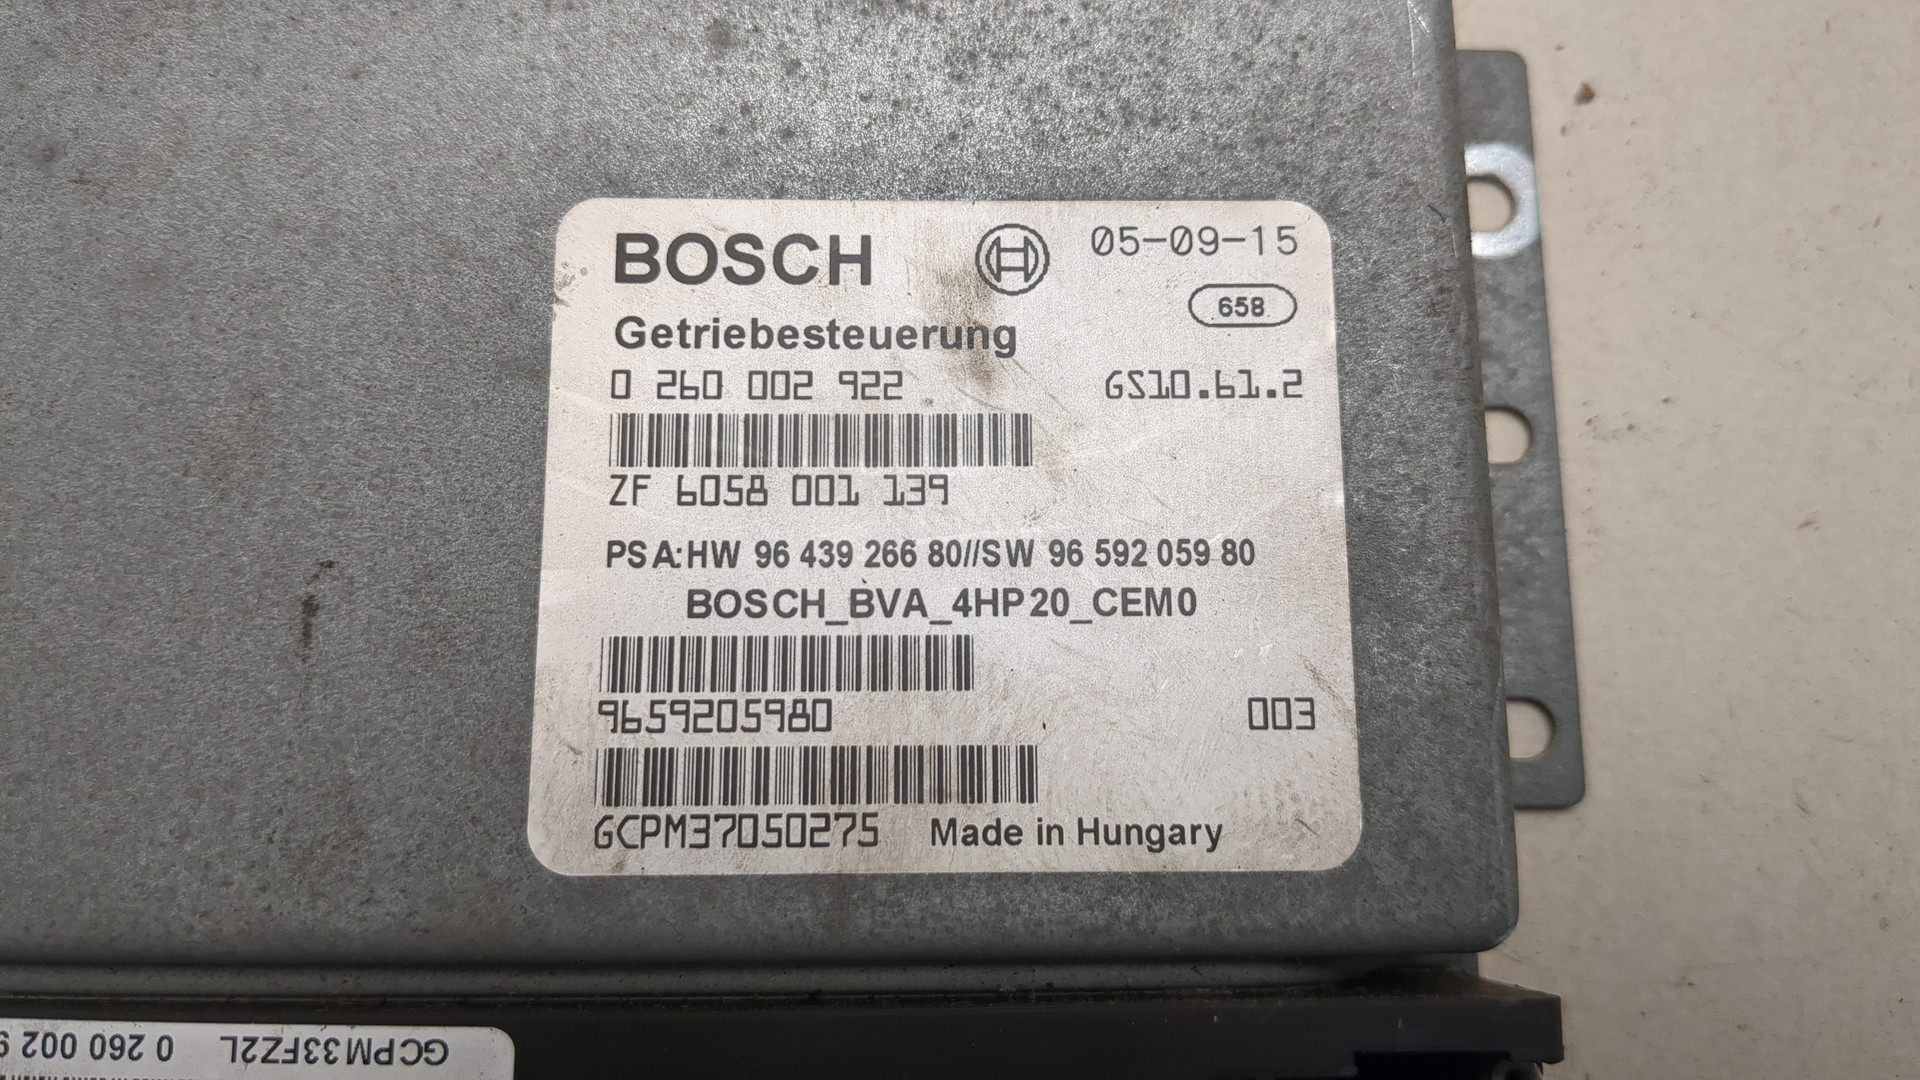 BOSCH 05-09-15
658
Getriebesteuerung
0 260 002 922 GS10.61.2
ZF 6058 001 139
PSA:HW 96 439 266 80//SW 96 592 059 80
BOSCH_BVA_4HP20_CEM0
9659205980 003
GCPM37050275 Made in Hungary
GCPM33FZ2L 0 260 002 9